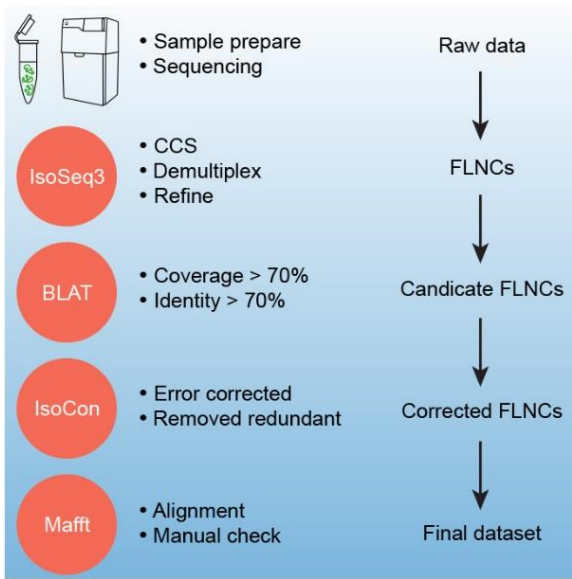 • Sample prepare
• Sequencing
Raw data
IsoSeq3
• CCS
• Demultiplex
• Refine
FLNCs
BLAT
• Coverage > 70%
• Identity > 70%
Candicate FLNCs
IsoCon
• Error corrected
• Removed redundant
Corrected FLNCs
Mafft
• Alignment
• Manual check
Final dataset